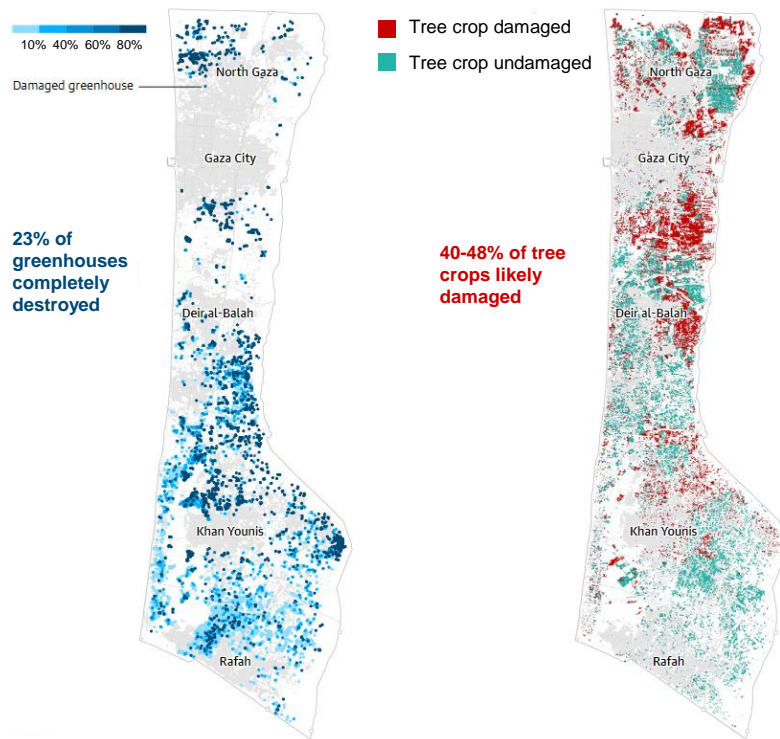 10% 40% 60% 80%
Damaged greenhouse
North Gaza
Gaza City
23% of
greenhouses
completely
destroyed
Deir al-Balah
Khan Younis
Rafah
Tree crop damaged
Tree crop undamaged
North Gaza
Gaza City
40-48% of tree
crops likely
damaged
Deir al-Balah
Khan Younis
Rafah